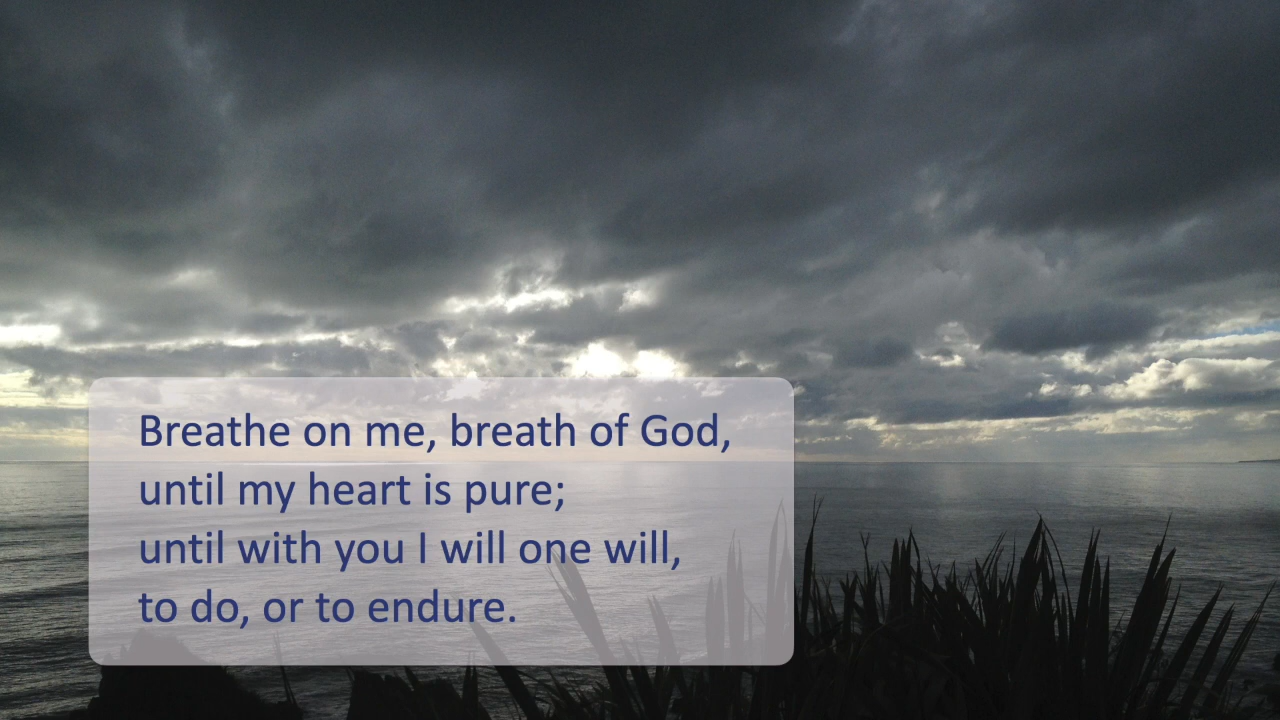 Breathe on me, breath of God,
until my heart is pure;
until with you I will one will,
to do, or to endure.